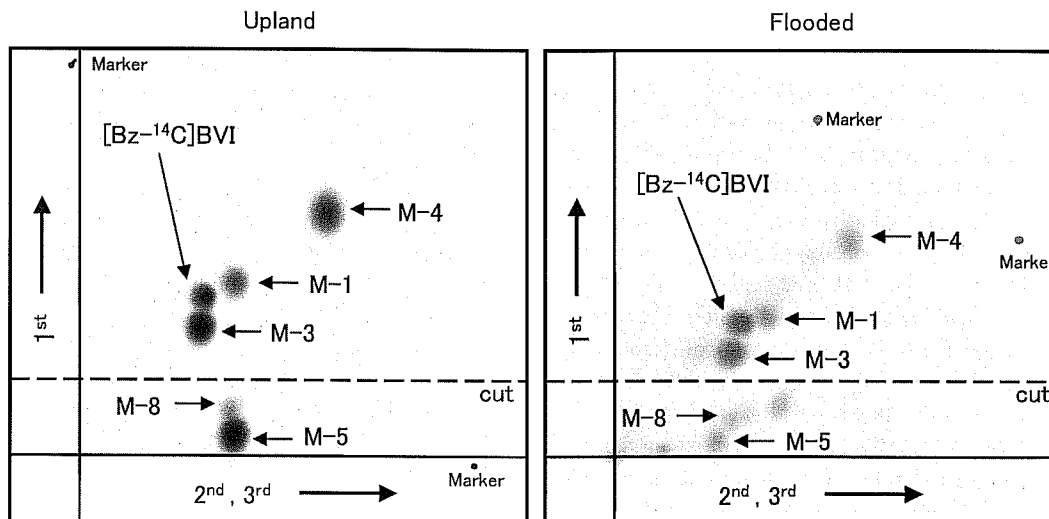 Upland
Marker
[Bz-¹⁴C]BVI
M-4
M-1
M-3
1st
cut
M-8
M-5
Marker
2nd , 3rd
Flooded
Marker
[Bz-¹⁴C]BVI
M-4
Marke
M-1
M-3
1st
cut
M-8
M-5
2nd , 3rd